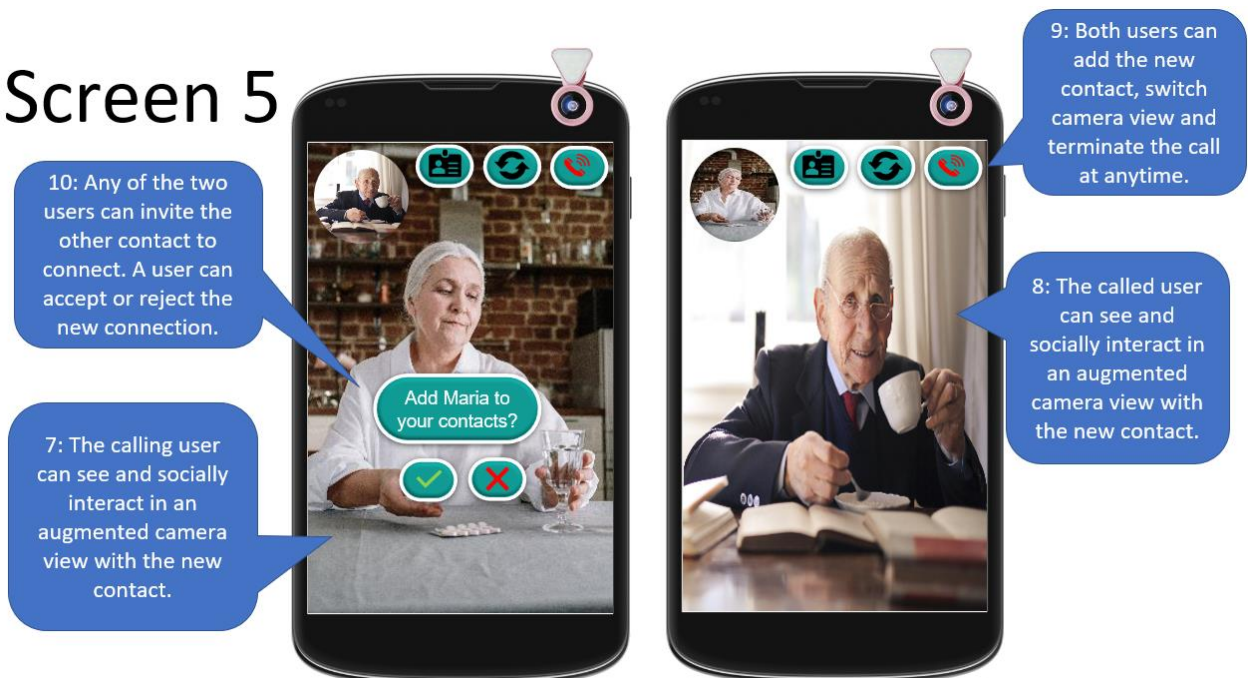 Screen 5
10: Any of the two
users can invite the
other contact to
connect. A user can
accept or reject the
new connection.
7: The calling user
can see and socially
interact in an
augmented camera
view with the new
contact.
Add Maria to
your contacts?
9: Both users can
add the new
contact, switch
camera view and
terminate the call
at anytime.
8: The called user
can see and
socially interact in
an augmented
camera view with
the new contact.